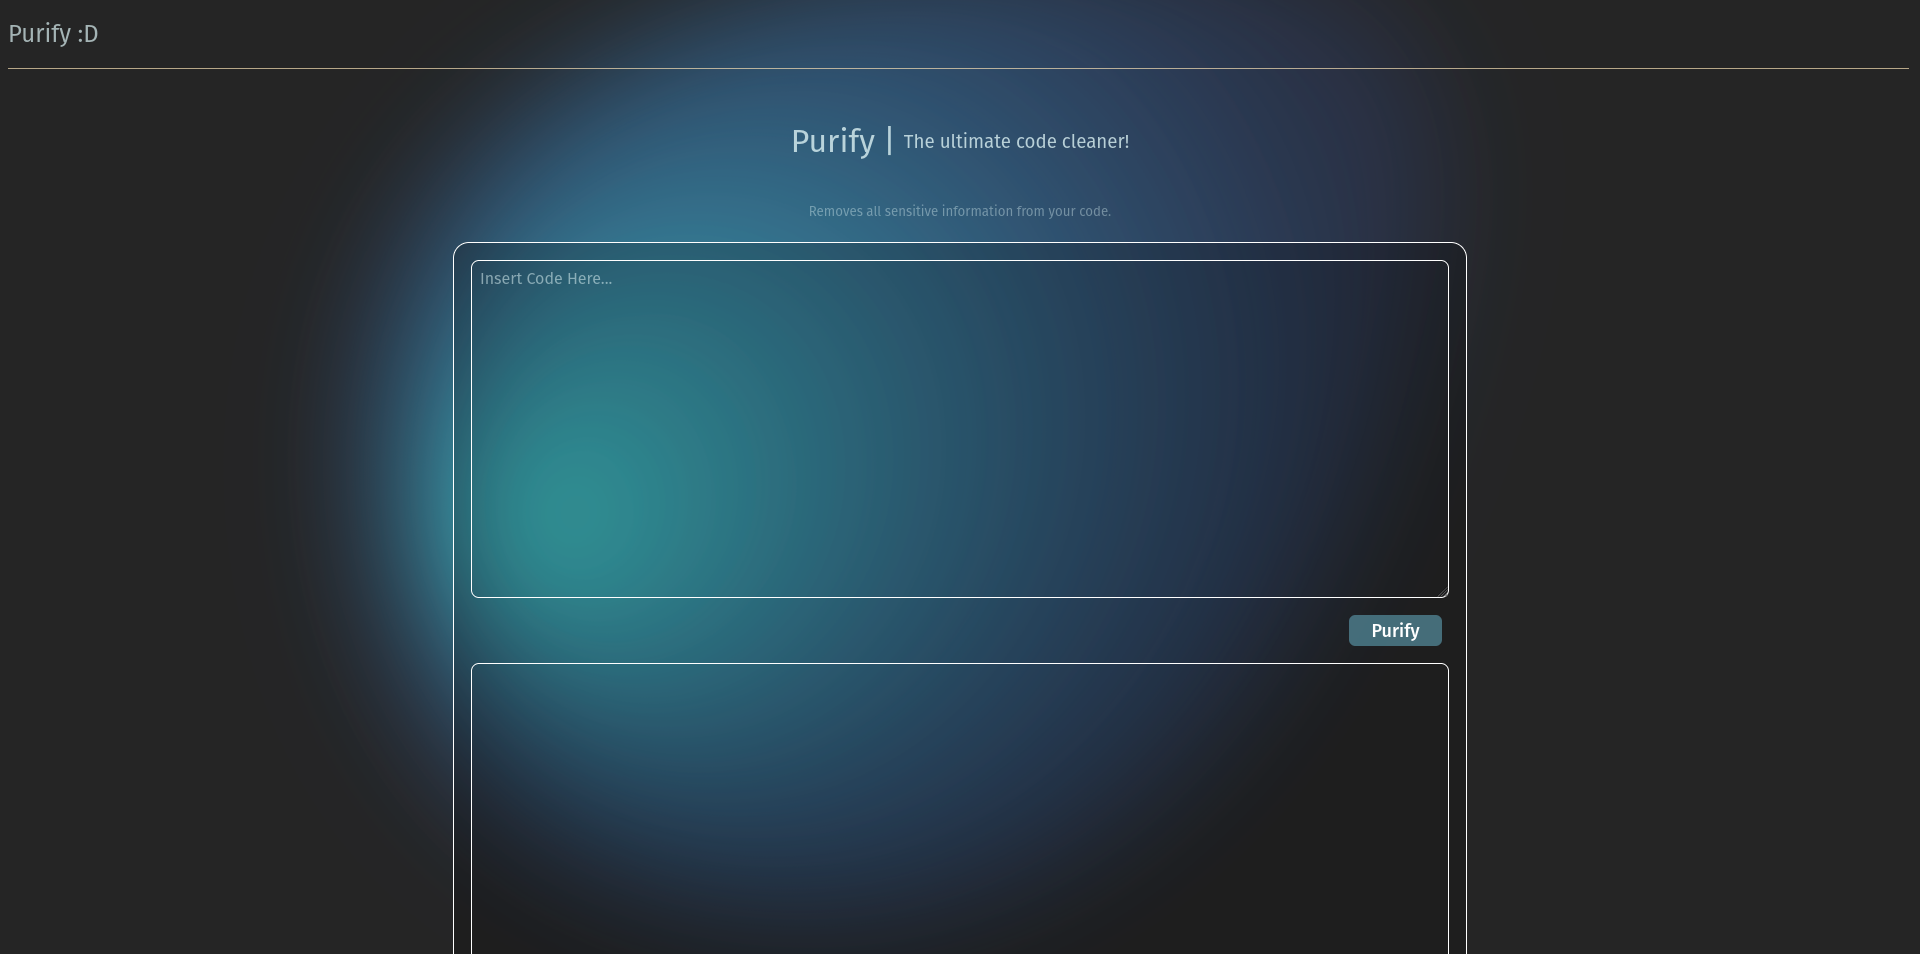 Purify :D
Purify | The ultimate code cleaner!
Removes all sensitive information from your code.
Insert Code Here...
Purify